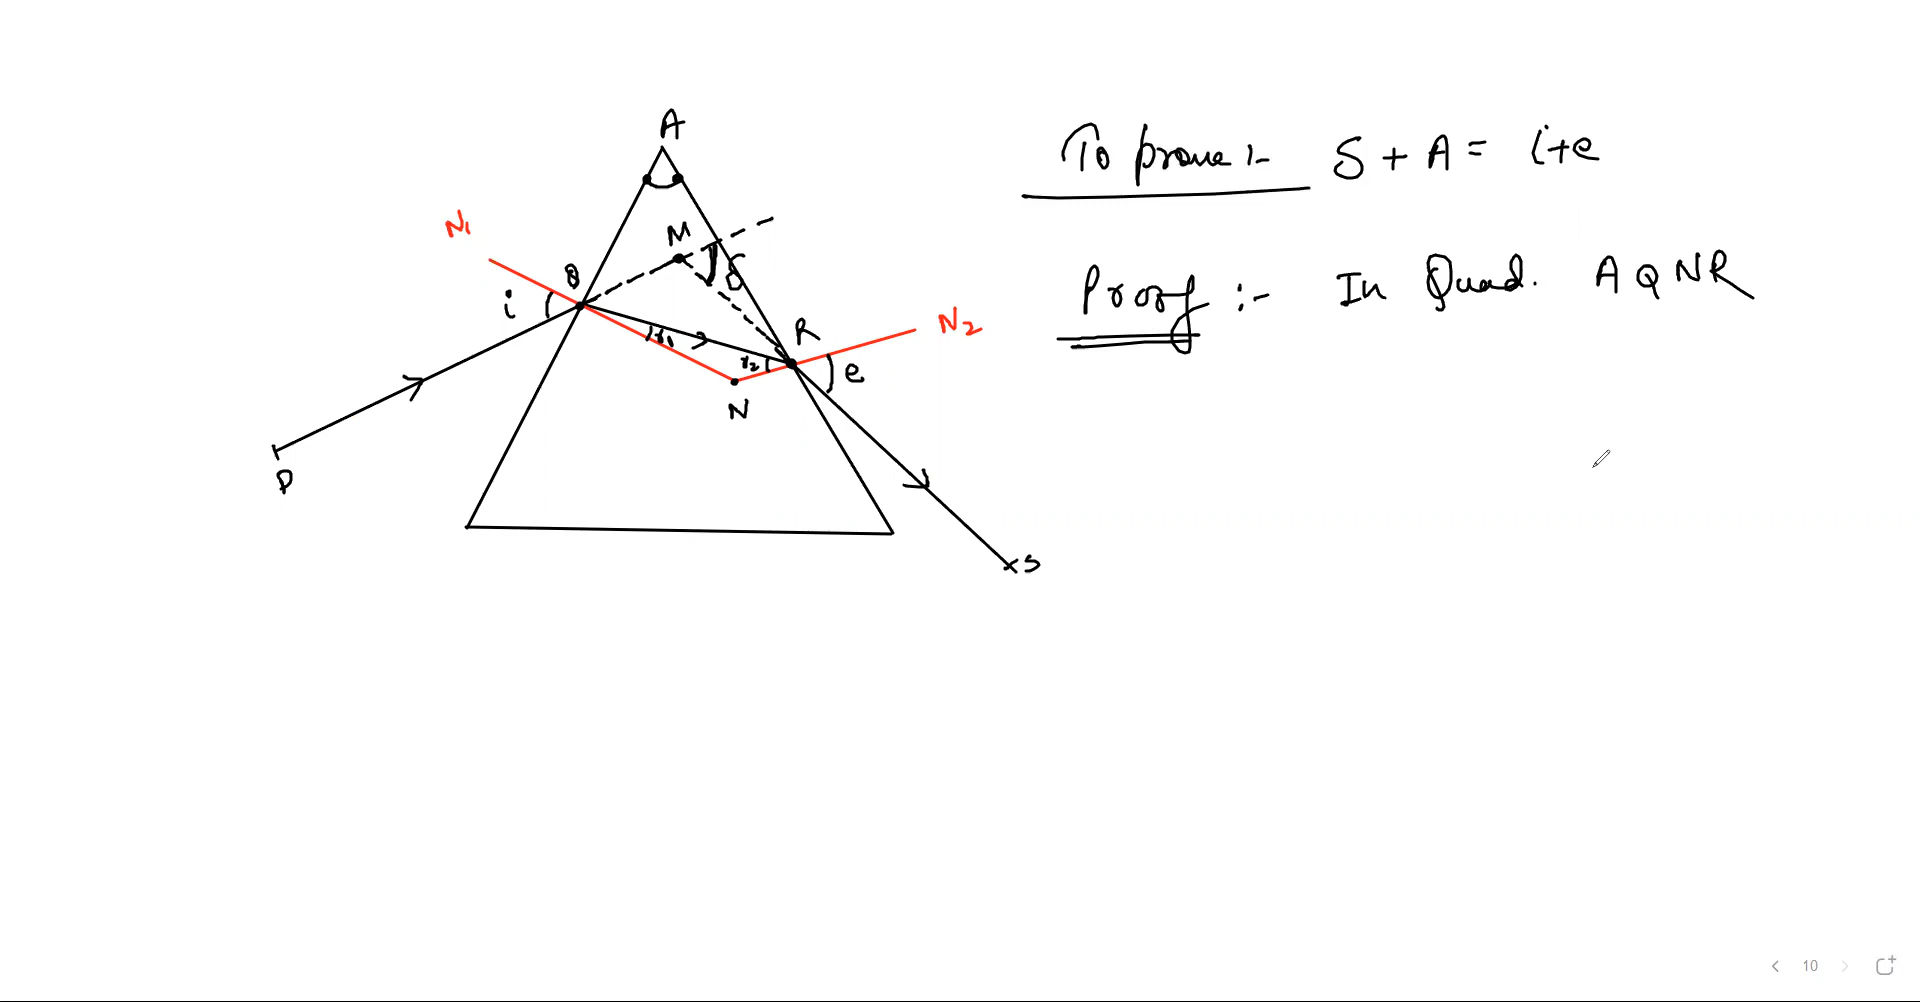 A
To prove :- δ + A = i+e
N₁
M
Q
δ
Proof :- In Quad. AQNR
i
R
N₂
r₁
r₂
e
N
P
S
10